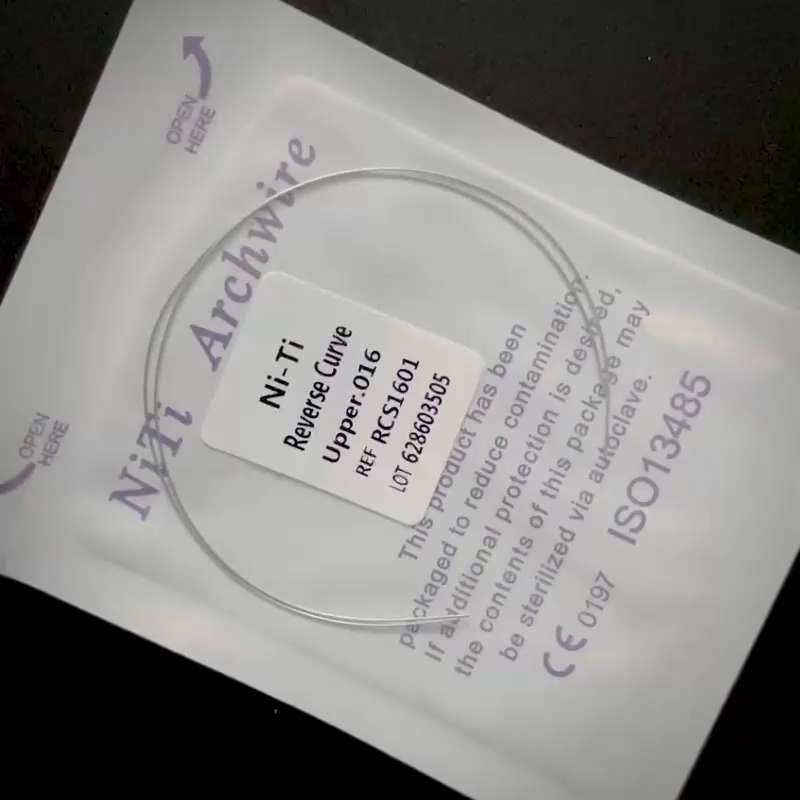 OPEN
HERE
OPEN
HERE
NiTi Archwire
Ni-Ti
Reverse Curve
Upper.016
REF RCS1601
LOT 628603505
This product has been
packaged to reduce contamination.
If additional protection is desired,
the contents of this package may
be sterilized via autoclave.
CE 0197
ISO13485